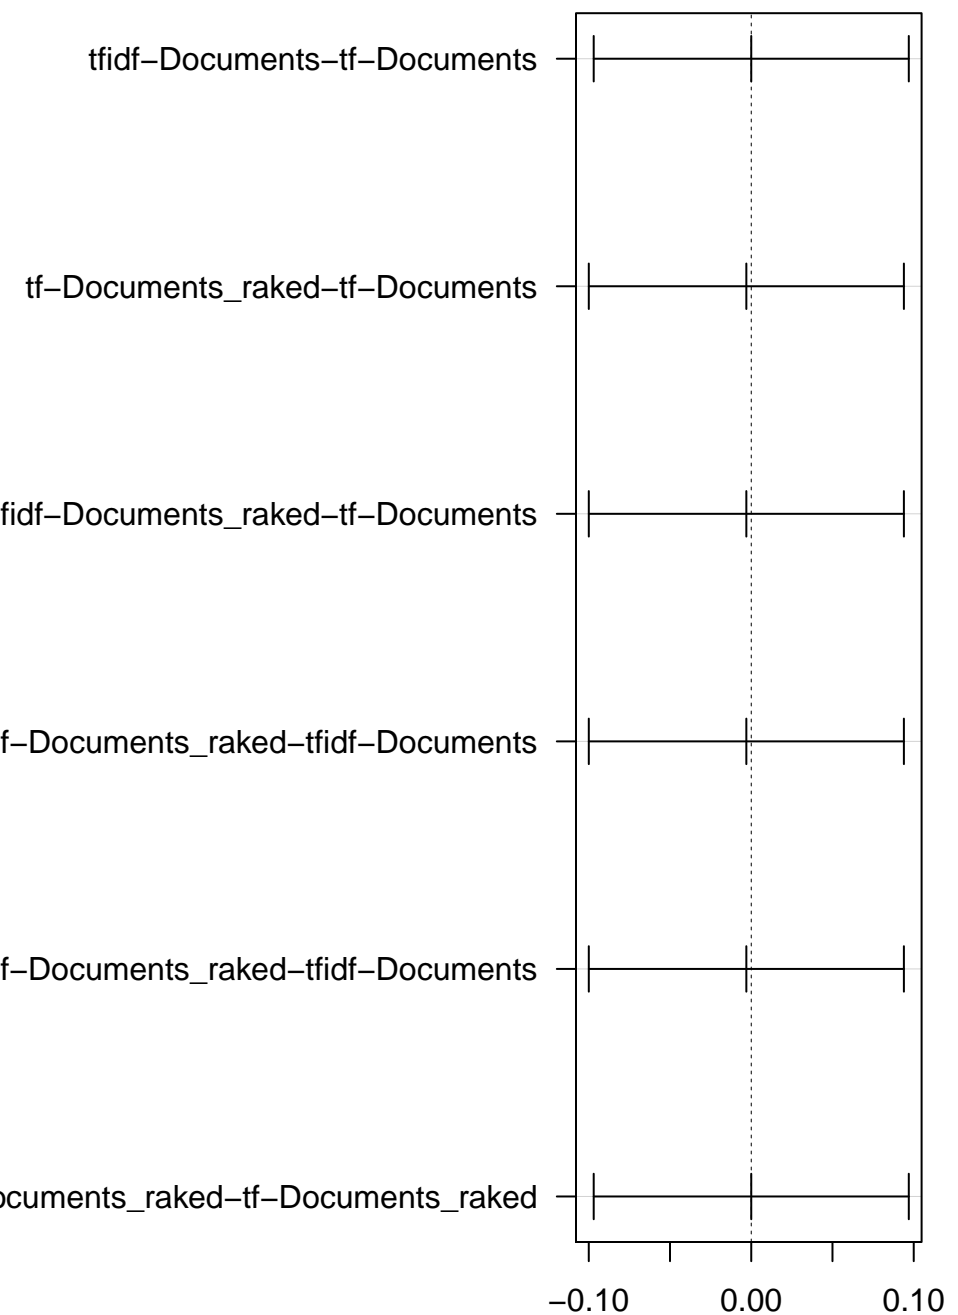 tfidf−Documents−tf−Documents
tf−Documents_raked−tf−Documents
fidf−Documents_raked−tf−Documents
f−Documents_raked−tfidf−Documents
f−Documents_raked−tfidf−Documents
ocuments_raked−tf−Documents_raked
−0.10 0.00 0.10